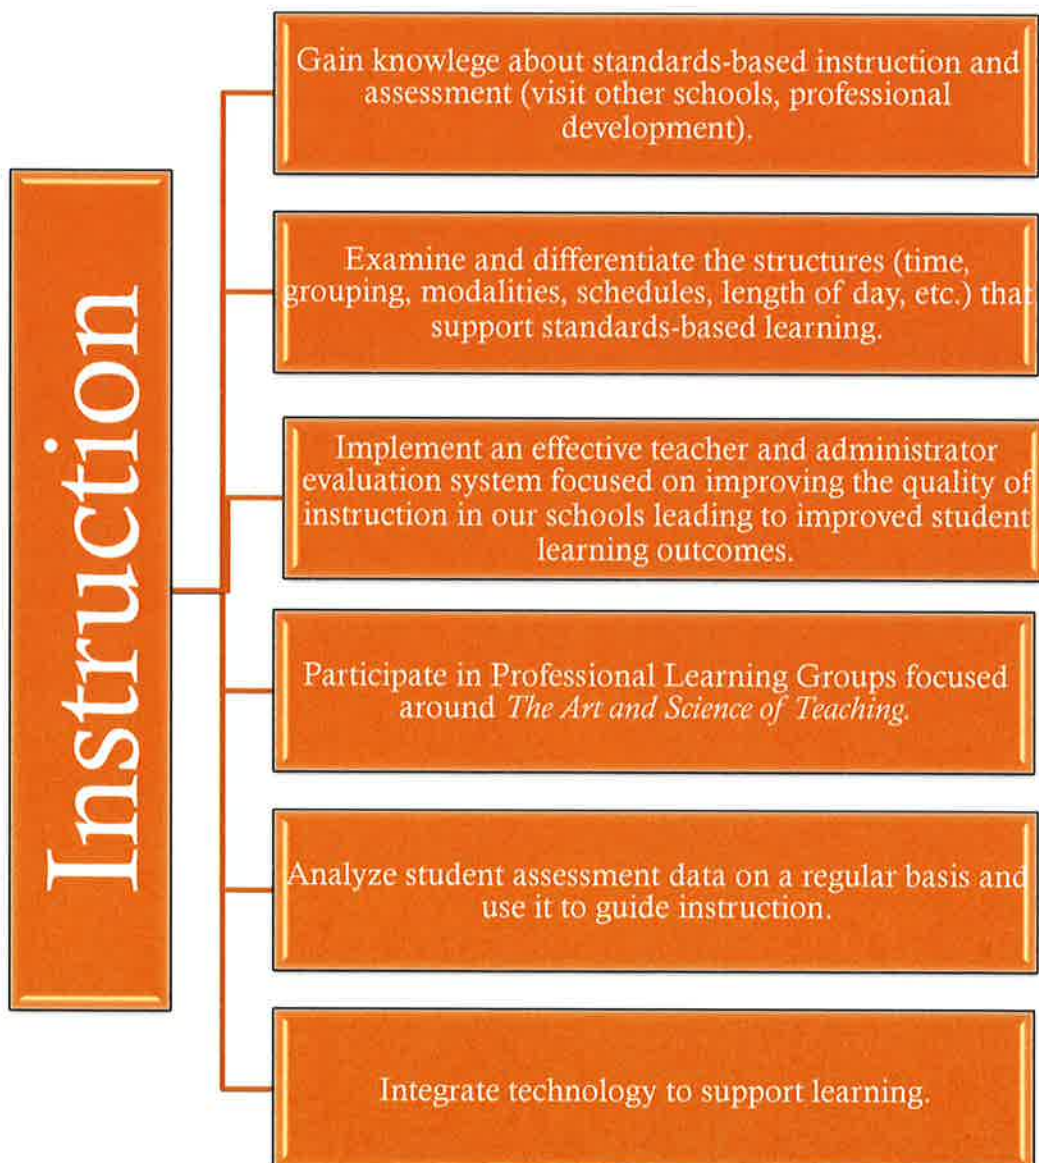 Instruction
Gain knowlege about standards-based instruction and
assessment (visit other schools, professional
development).
Examine and differentiate the structures (time,
grouping, modalities, schedules, length of day, etc.) that
support standards-based learning.
Implement an effective teacher and administrator
evaluation system focused on improving the quality of
instruction in our schools leading to improved student
learning outcomes.
Participate in Professional Learning Groups focused
around The Art and Science of Teaching.
Analyze student assessment data on a regular basis and
use it to guide instruction.
Integrate technology to support learning.